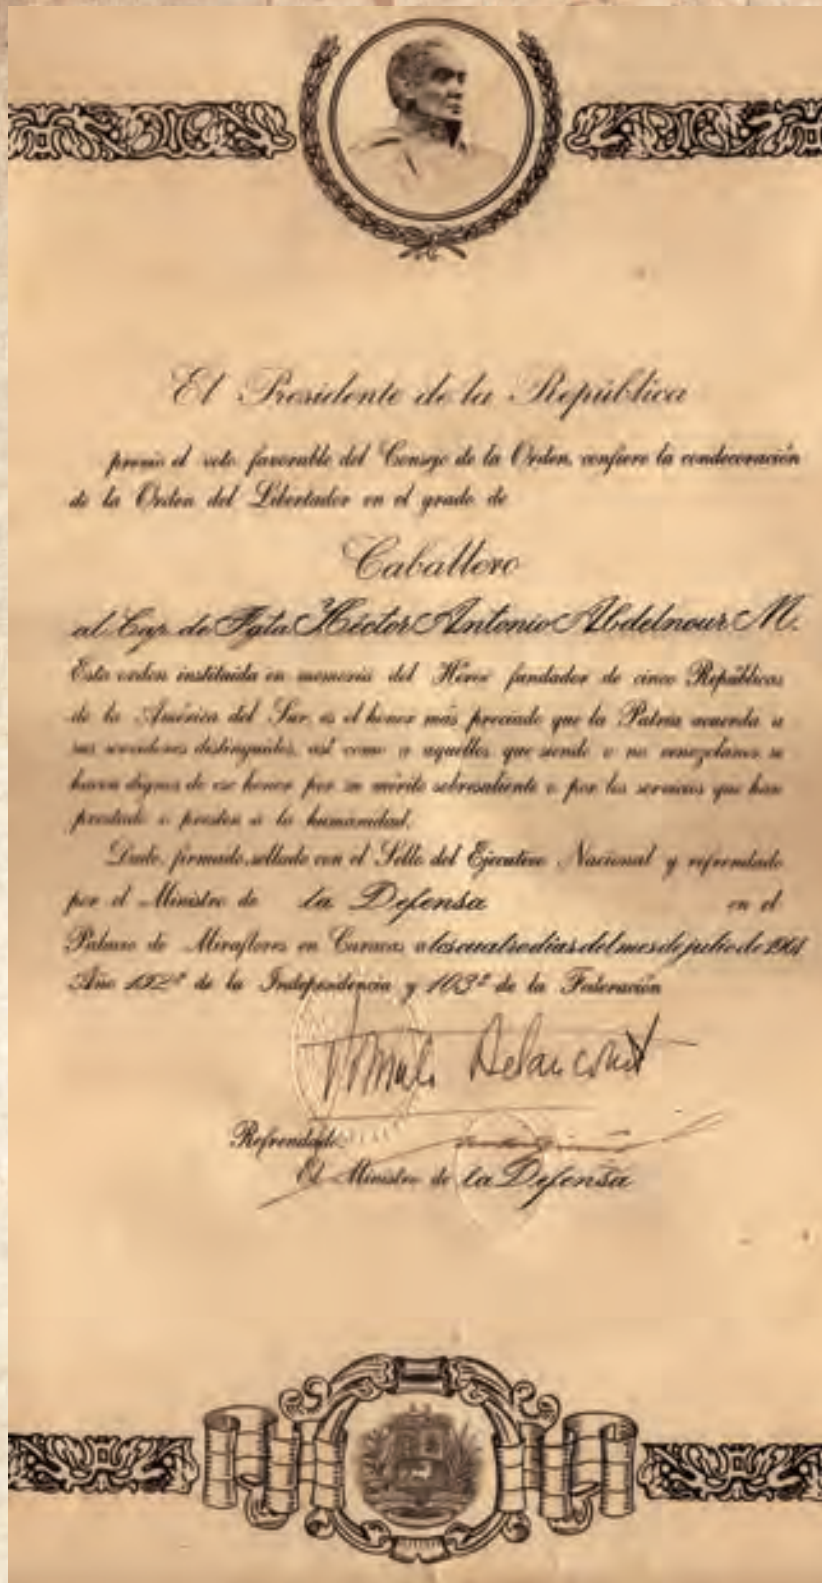 El Presidente de la República
previo el voto favorable del Consejo de la Orden, confiere la condecoración
de la Orden del Libertador en el grado de
Caballero
al Cap. de Fgta Héctor Antonio Abdelnour M.
Esta orden instituída en memoria del Héroe fundador de cinco Repúblicas
de la América del Sur, es el honor más preciado que la Patria acuerda a
sus servidores distinguidos, así como a aquellos que siendo o no venezolanos se
hacen dignos de ese honor por su mérito sobresaliente o por los servicios que han
prestado o presten a la humanidad.
Dado, firmado, sellado con el Sello del Ejecutivo Nacional y refrendado
por el Ministro de la Defensa en el
Palacio de Miraflores en Caracas a los cuatro días del mes de julio de
Año de la Independencia y 103º de la Federación
Rómulo Betancourt
Refrendado:
El Ministro de la Defensa